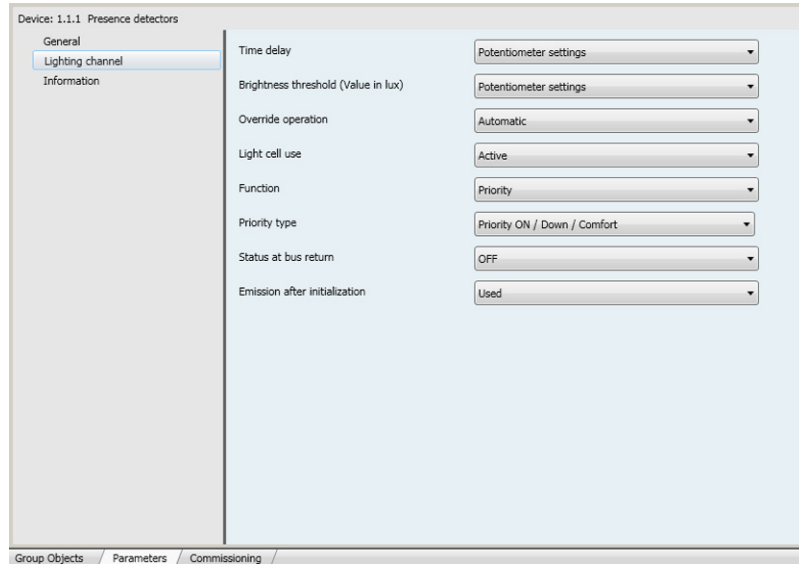 Device: 1.1.1 Presence detectors
General
Lighting channel
Information
Time delay Potentiometer settings
Brightness threshold (Value in lux) Potentiometer settings
Override operation Automatic
Light cell use Active
Function Priority
Priority type Priority ON / Down / Comfort
Status at bus return OFF
Emission after initialization Used
Group Objects Parameters Commissioning